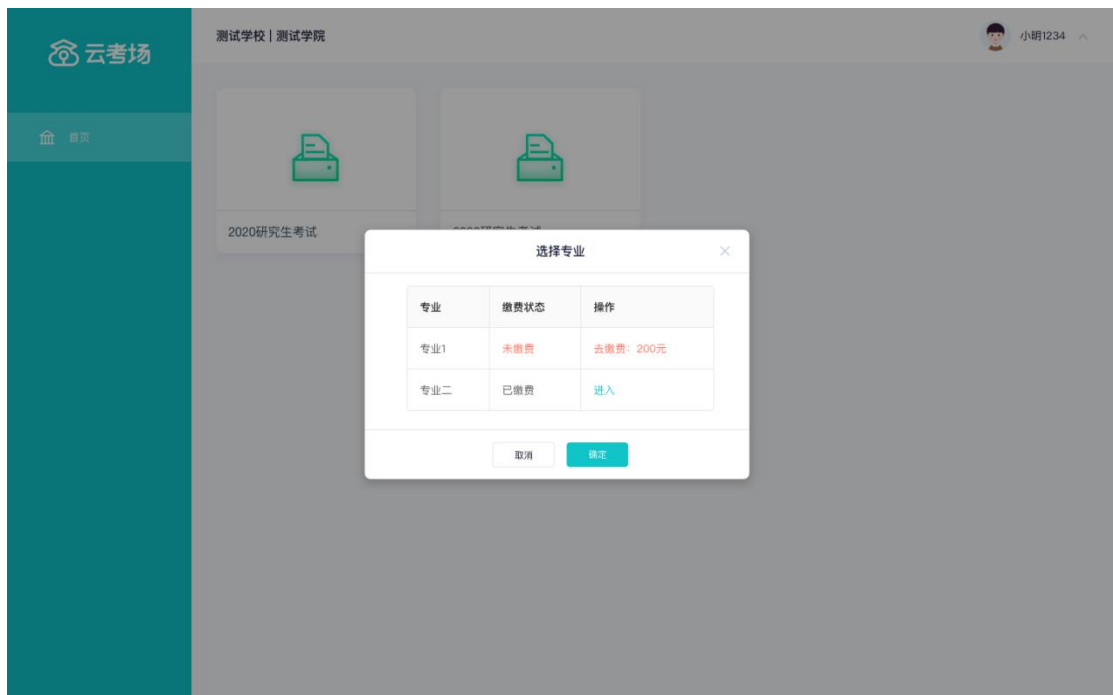 云考场
测试学校 | 测试学院
小明1234
首页
2020研究生考试
选择专业
专业 缴费状态 操作
专业1 未缴费 去缴费：200元
专业二 已缴费 进入
取消 确定